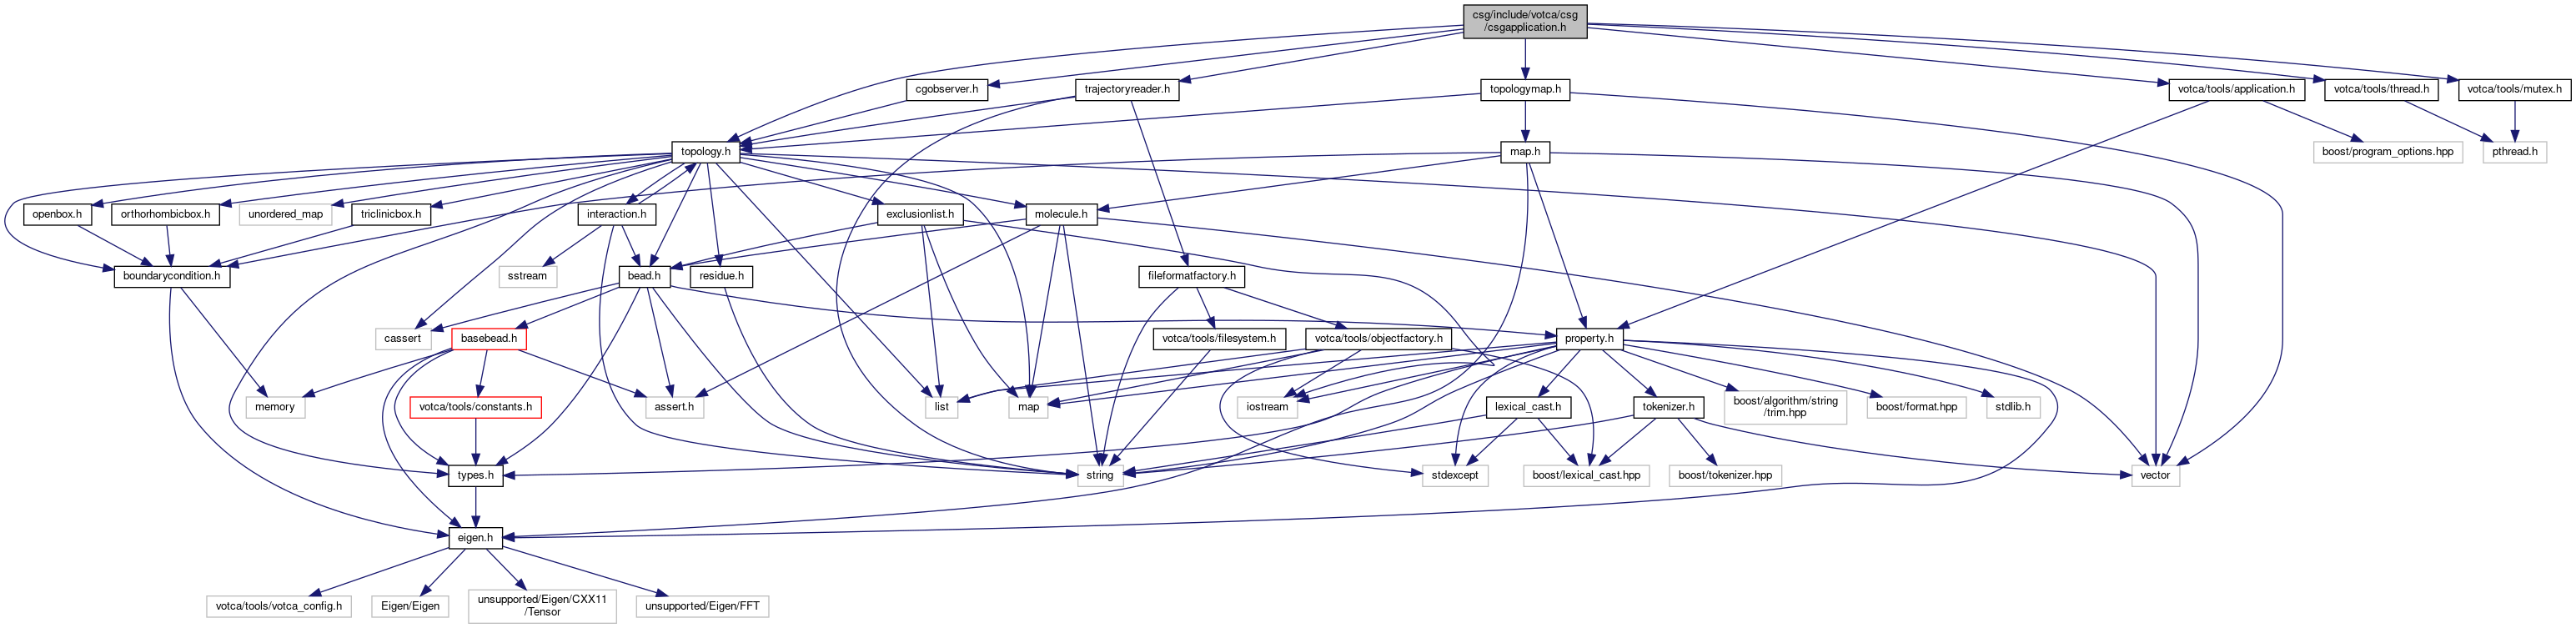 csg/include/votca/csg
/csgapplication.h
cgobserver.h
trajectoryreader.h
topologymap.h
votca/tools/application.h
votca/tools/thread.h
votca/tools/mutex.h
topology.h
map.h
boost/program_options.hpp
pthread.h
openbox.h
orthorhombicbox.h
unordered_map
triclinicbox.h
interaction.h
exclusionlist.h
molecule.h
boundarycondition.h
sstream
bead.h
residue.h
fileformatfactory.h
cassert
basebead.h
votca/tools/filesystem.h
votca/tools/objectfactory.h
property.h
memory
votca/tools/constants.h
assert.h
list
map
iostream
lexical_cast.h
tokenizer.h
boost/algorithm/string
/trim.hpp
boost/format.hpp
stdlib.h
types.h
string
stdexcept
boost/lexical_cast.hpp
boost/tokenizer.hpp
vector
eigen.h
votca/tools/votca_config.h
Eigen/Eigen
unsupported/Eigen/CXX11
/Tensor
unsupported/Eigen/FFT